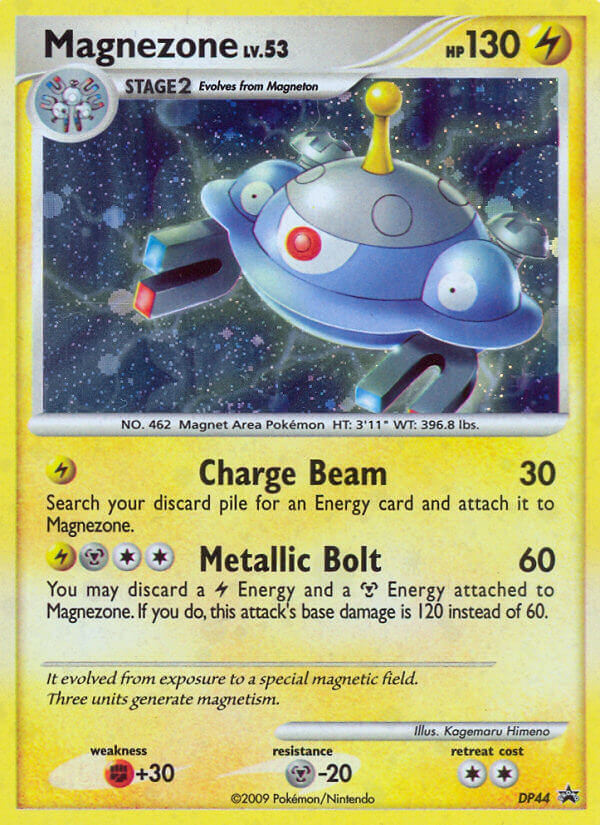 Magnezone LV.53 HP 130
STAGE2 Evolves from Magneton
NO. 462 Magnet Area Pokémon HT: 3'11" WT: 396.8 lbs.
Charge Beam 30
Search your discard pile for an Energy card and attach it to
Magnezone.
Metallic Bolt 60
You may discard a Energy and a Energy attached to
Magnezone. If you do, this attack's base damage is 120 instead of 60.
It evolved from exposure to a special magnetic field.
Three units generate magnetism.
Illus. Kagemaru Himeno
weakness resistance retreat cost
+30 -20
©2009 Pokémon/Nintendo DP44